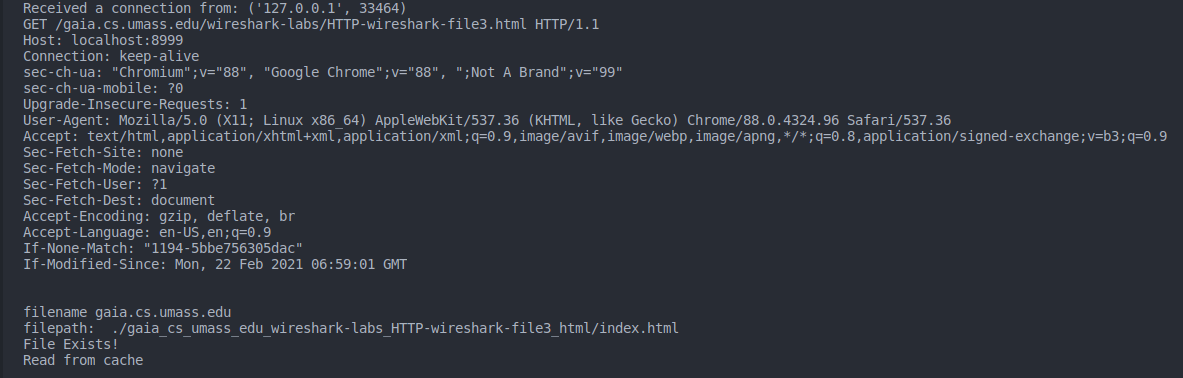 Received a connection from: ('127.0.0.1', 33464)
GET /gaia.cs.umass.edu/wireshark-labs/HTTP-wireshark-file3.html HTTP/1.1
Host: localhost:8999
Connection: keep-alive
sec-ch-ua: "Chromium";v="88", "Google Chrome";v="88", ";Not A Brand";v="99"
sec-ch-ua-mobile: ?0
Upgrade-Insecure-Requests: 1
User-Agent: Mozilla/5.0 (X11; Linux x86_64) AppleWebKit/537.36 (KHTML, like Gecko) Chrome/88.0.4324.96 Safari/537.36
Accept: text/html,application/xhtml+xml,application/xml;q=0.9,image/avif,image/webp,image/apng,*/*;q=0.8,application/signed-exchange;v=b3;q=0.9
Sec-Fetch-Site: none
Sec-Fetch-Mode: navigate
Sec-Fetch-User: ?1
Sec-Fetch-Dest: document
Accept-Encoding: gzip, deflate, br
Accept-Language: en-US,en;q=0.9
If-None-Match: "1194-5bbe756305dac"
If-Modified-Since: Mon, 22 Feb 2021 06:59:01 GMT
filename gaia.cs.umass.edu
filepath:  ./gaia_cs_umass_edu_wireshark-labs_HTTP-wireshark-file3_html/index.html
File Exists!
Read from cache